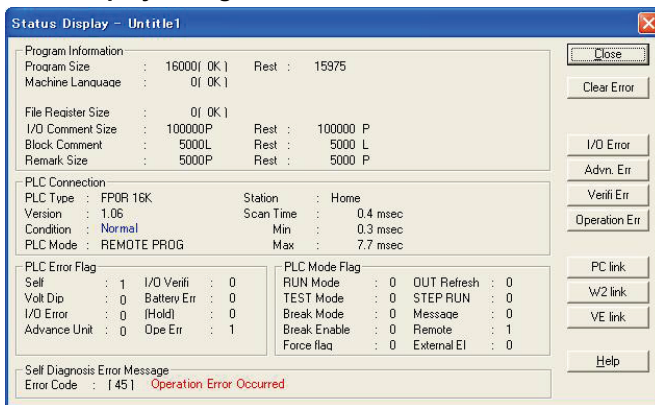 Status Display - Untitle1
Program Information
Program Size : 16000( 0K ) Rest : 15975
Machine Language : 0( 0K )
File Register Size : 0( 0K )
I/O Comment Size : 100000P Rest : 100000 P
Block Comment : 5000L Rest : 5000 L
Remark Size : 5000P Rest : 5000 P
PLC Connection
PLC Type : FP0R 16K Station : Home
Version : 1.06 Scan Time : 0.4 msec
Condition : Normal Min : 0.3 msec
PLC Mode : REMOTE PROG Max : 7.7 msec
PLC Error Flag
Self : 1 I/O Verifi : 0
Volt Dip : 0 Battery Err : 0
I/O Error : 0 (Hold) : 0
Advance Unit : 0 Ope Err : 1
PLC Mode Flag
RUN Mode : 0 OUT Refresh : 0
TEST Mode : 0 STEP RUN : 0
Break Mode : 0 Message : 0
Break Enable : 0 Remote : 1
Force flag : 0 External EI : 0
Self Diagnosis Error Message
Error Code : [ 45 ] Operation Error Occurred
Close
Clear Error
I/O Error
Advn. Err
Verifi Err
Operation Err
PC link
W2 link
VE link
Help